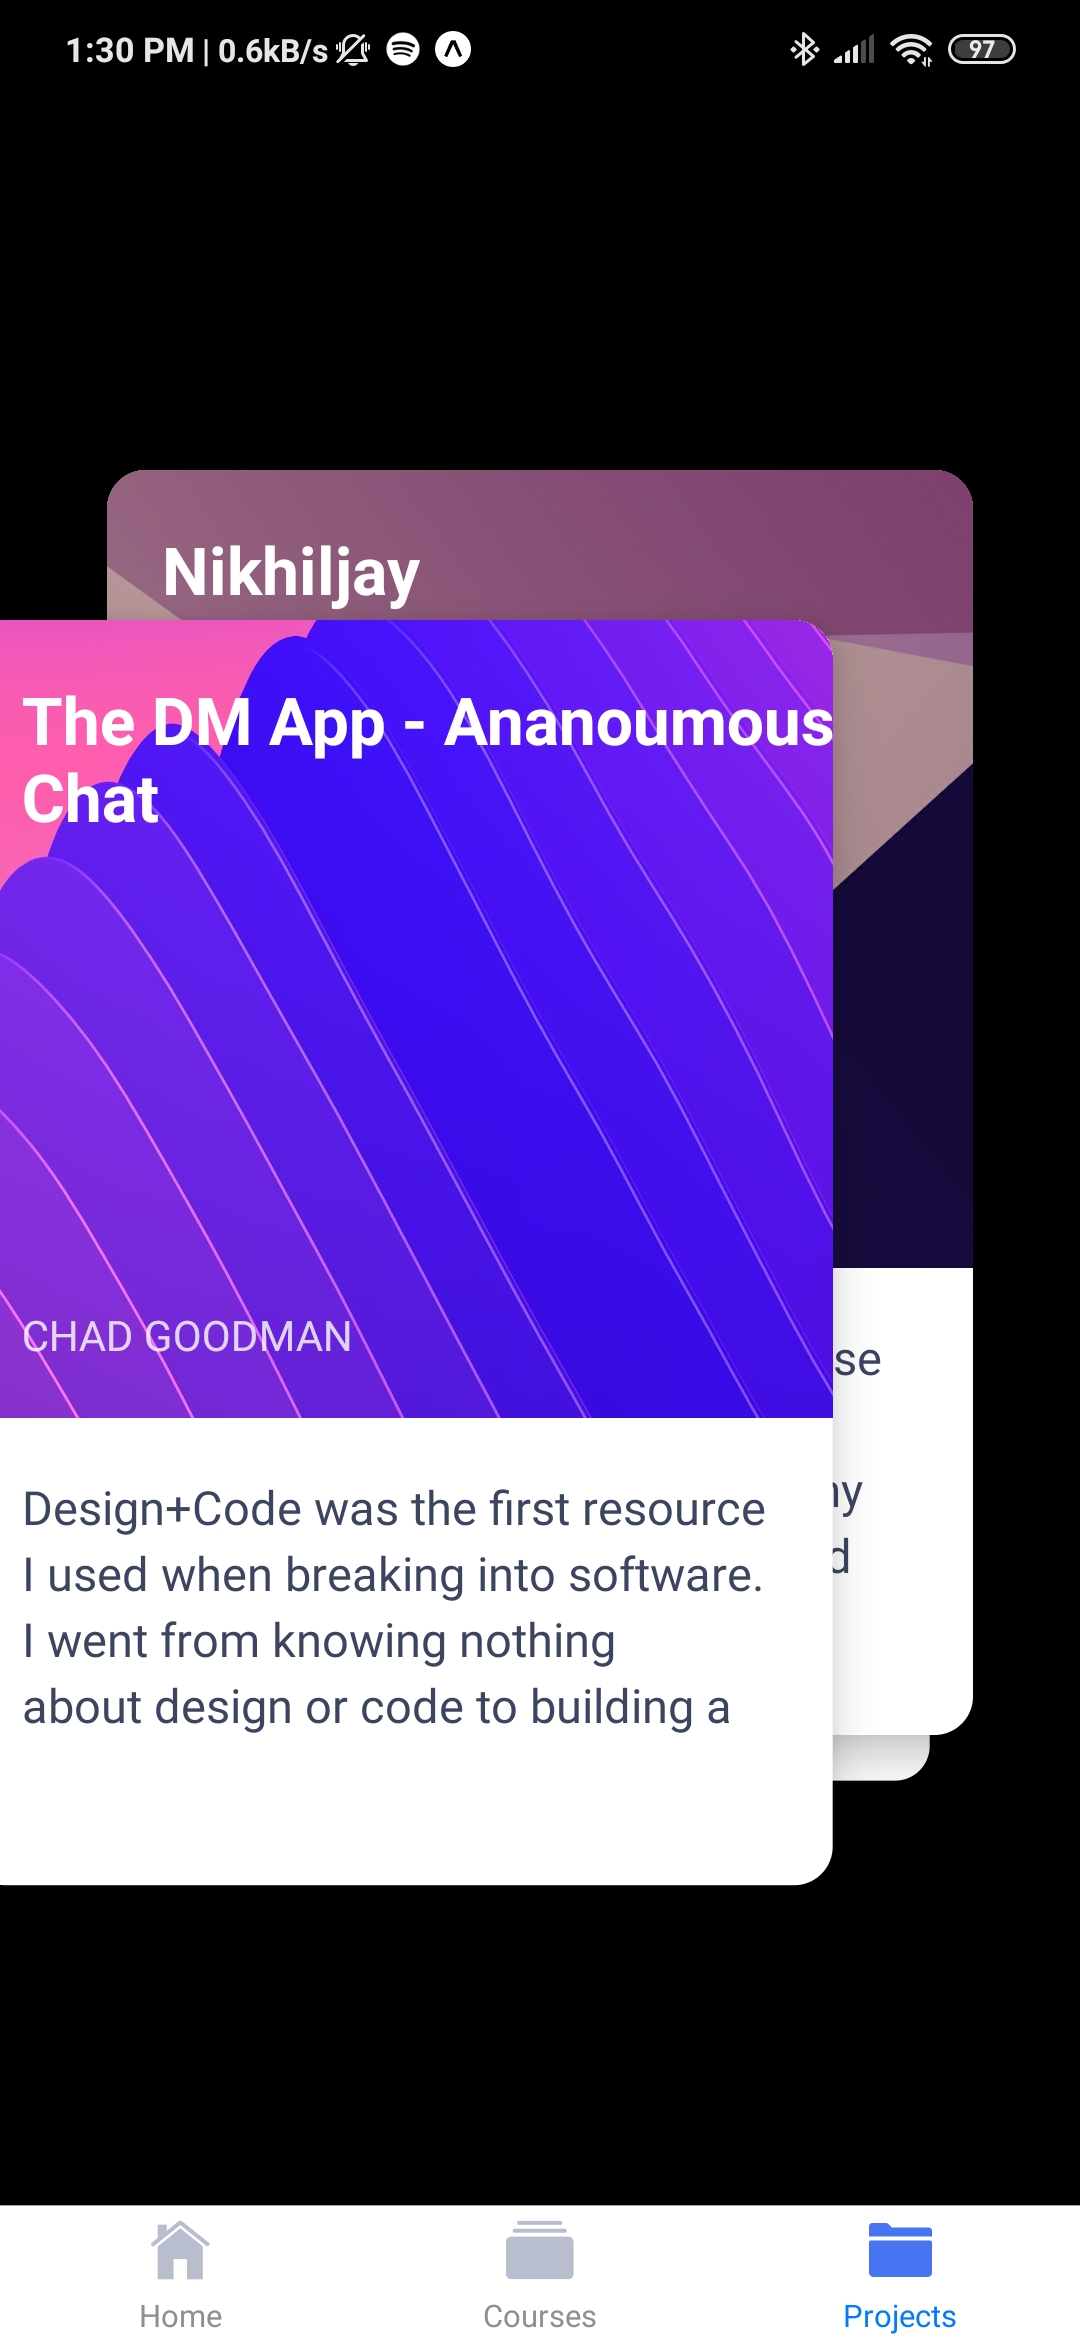 1:30 PM | 0.6kB/s
97
Nikhiljay
The DM App - Ananoumous
Chat
CHAD GOODMAN
se
Design+Code was the first resource
I used when breaking into software.
I went from knowing nothing
about design or code to building a
Home
Courses
Projects